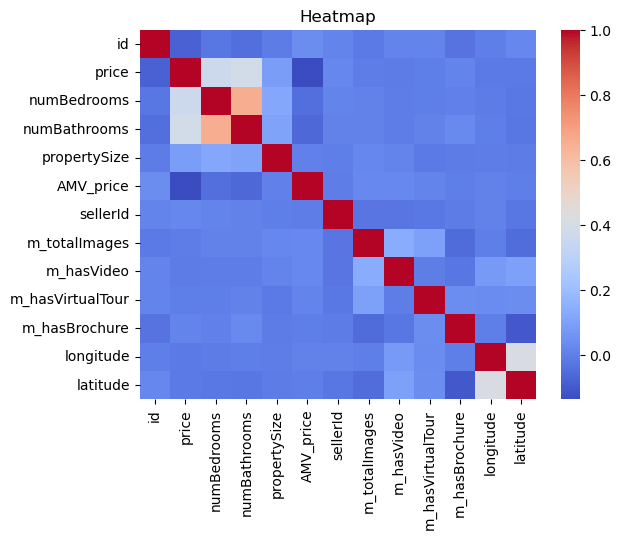 Heatmap
id
price
numBedrooms
numBathrooms
propertySize
AMV_price
sellerId
m_totalImages
m_hasVideo
m_hasVirtualTour
m_hasBrochure
longitude
latitude
id
price
numBedrooms
numBathrooms
propertySize
AMV_price
sellerId
m_totalImages
m_hasVideo
m_hasVirtualTour
m_hasBrochure
longitude
latitude
1.0
0.8
0.6
0.4
0.2
0.0